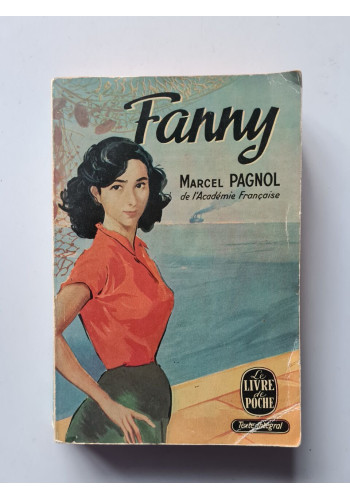 Fanny
MARCEL PAGNOL
de l'Académie Française
Le
LIVRE
de
POCHE
Texte intégral